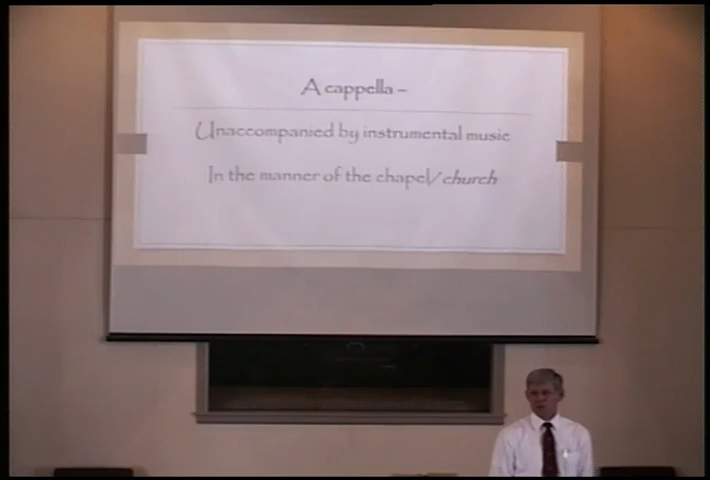 A cappella –
Unaccompanied by instrumental music
In the manner of the chapel/ church